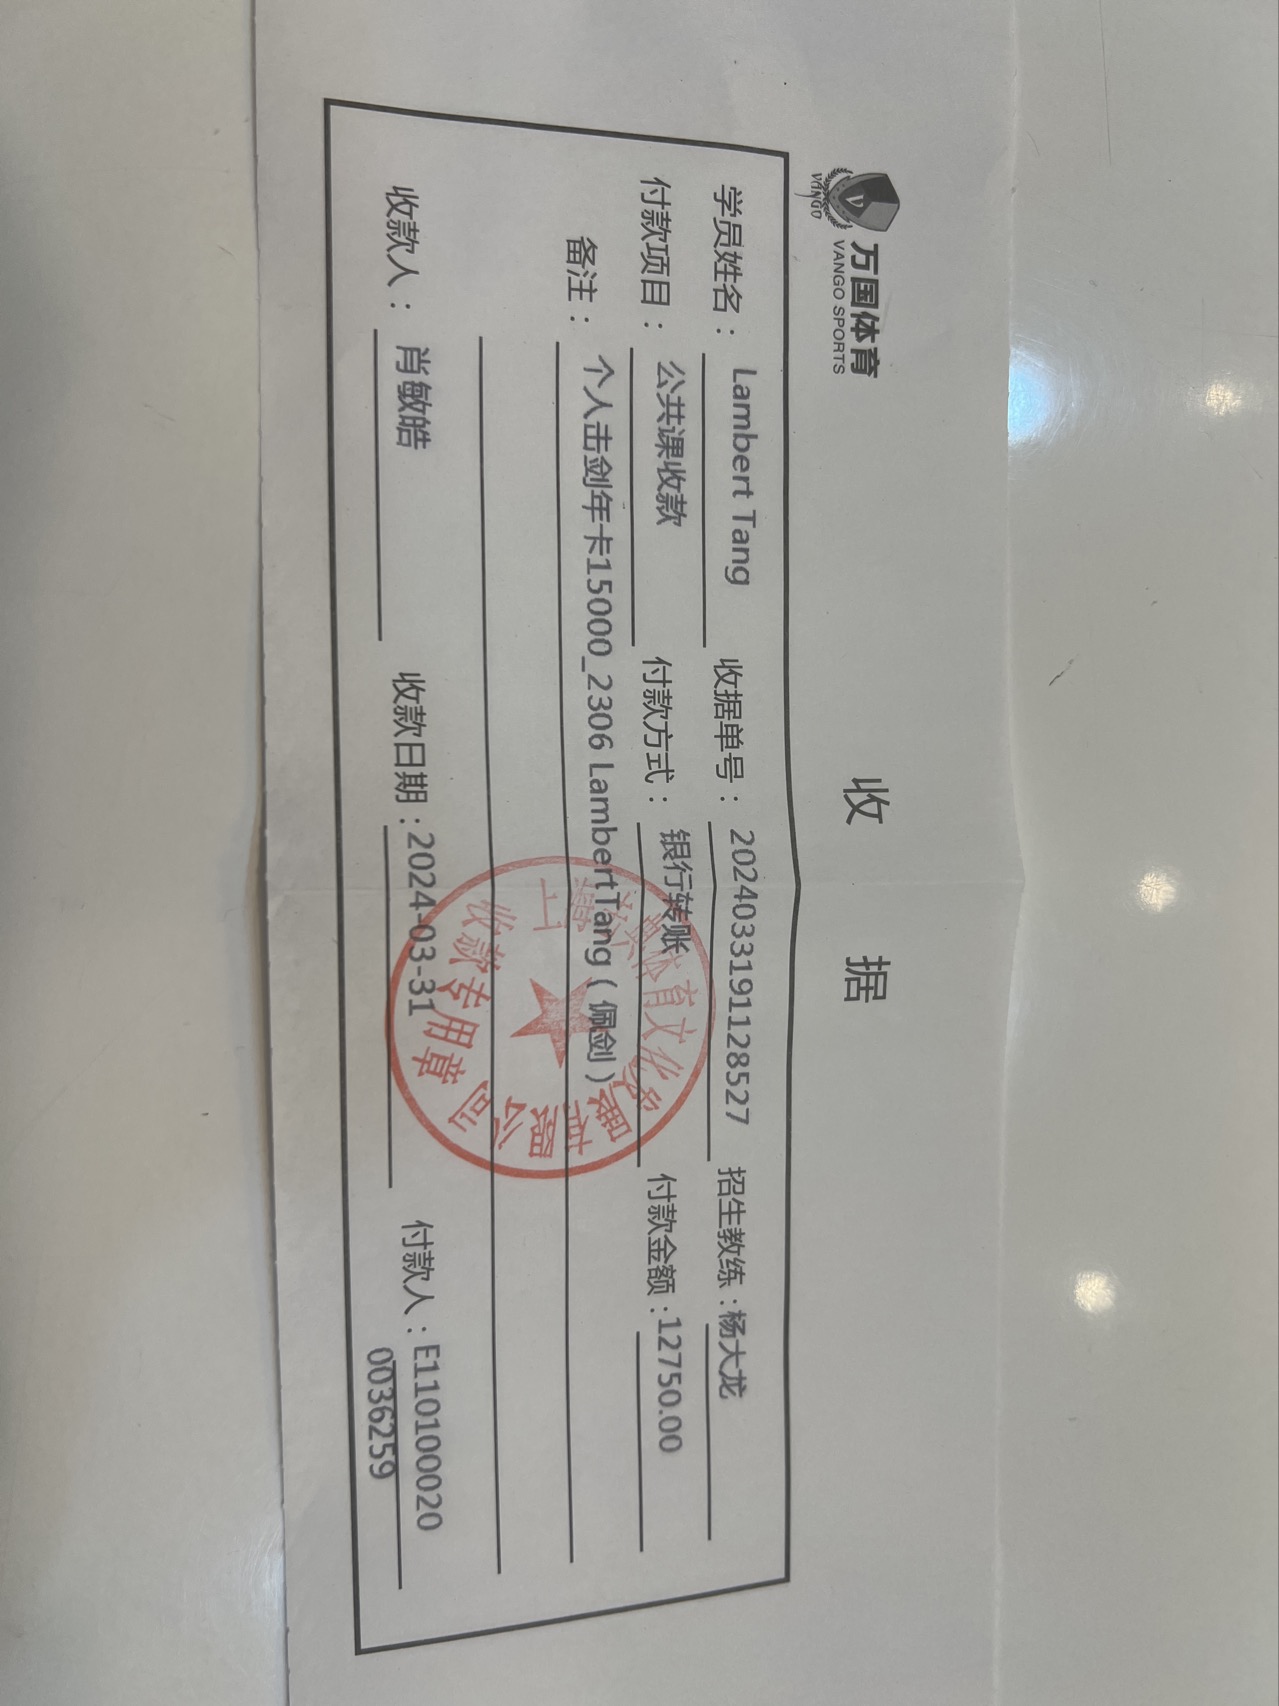 万国体育
VANGO SPORTS
VANGO
收 据
学员姓名： Lambert Tang 收据单号： 20240331911128527 招生教练：杨大龙
付款项目： 公共课收款 付款方式： 银行转账 付款金额：12750.00
备注： 个人击剑年卡15000_2306 LambertTang（佩剑）
收款人： 肖敏皓 收款日期：2024-03-31 付款人：E110100020
0036259
收款专用章